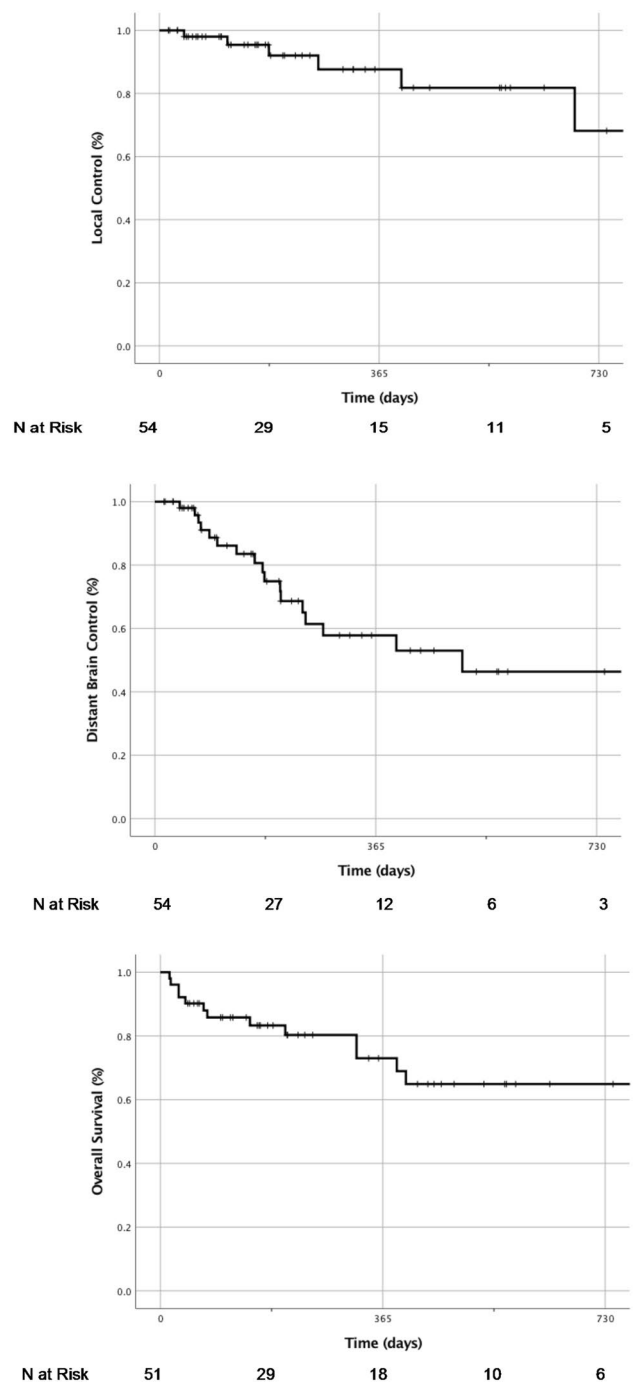 Local Control (%)
1.0
0.8
0.6
0.4
0.2
0.0
0 365 730
Time (days)
N at Risk 54 29 15 11 5
Distant Brain Control (%)
1.0
0.8
0.6
0.4
0.2
0.0
0 365 730
Time (days)
N at Risk 54 27 12 6 3
Overall Survival (%)
1.0
0.8
0.6
0.4
0.2
0.0
0 365 730
Time (days)
N at Risk 51 29 18 10 6